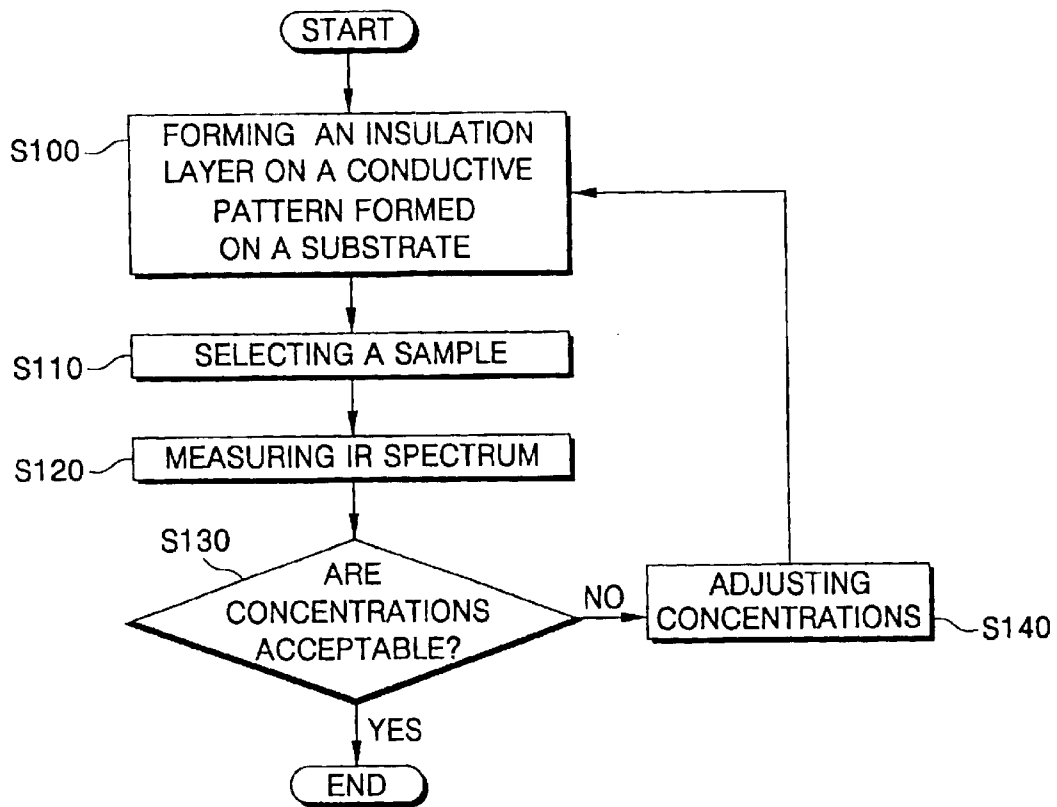 START
S100
FORMING AN INSULATION
LAYER ON A CONDUCTIVE
PATTERN FORMED
ON A SUBSTRATE
S110
SELECTING A SAMPLE
S120
MEASURING IR SPECTRUM
S130
ARE
CONCENTRATIONS
ACCEPTABLE?
NO
ADJUSTING
CONCENTRATIONS
S140
YES
END